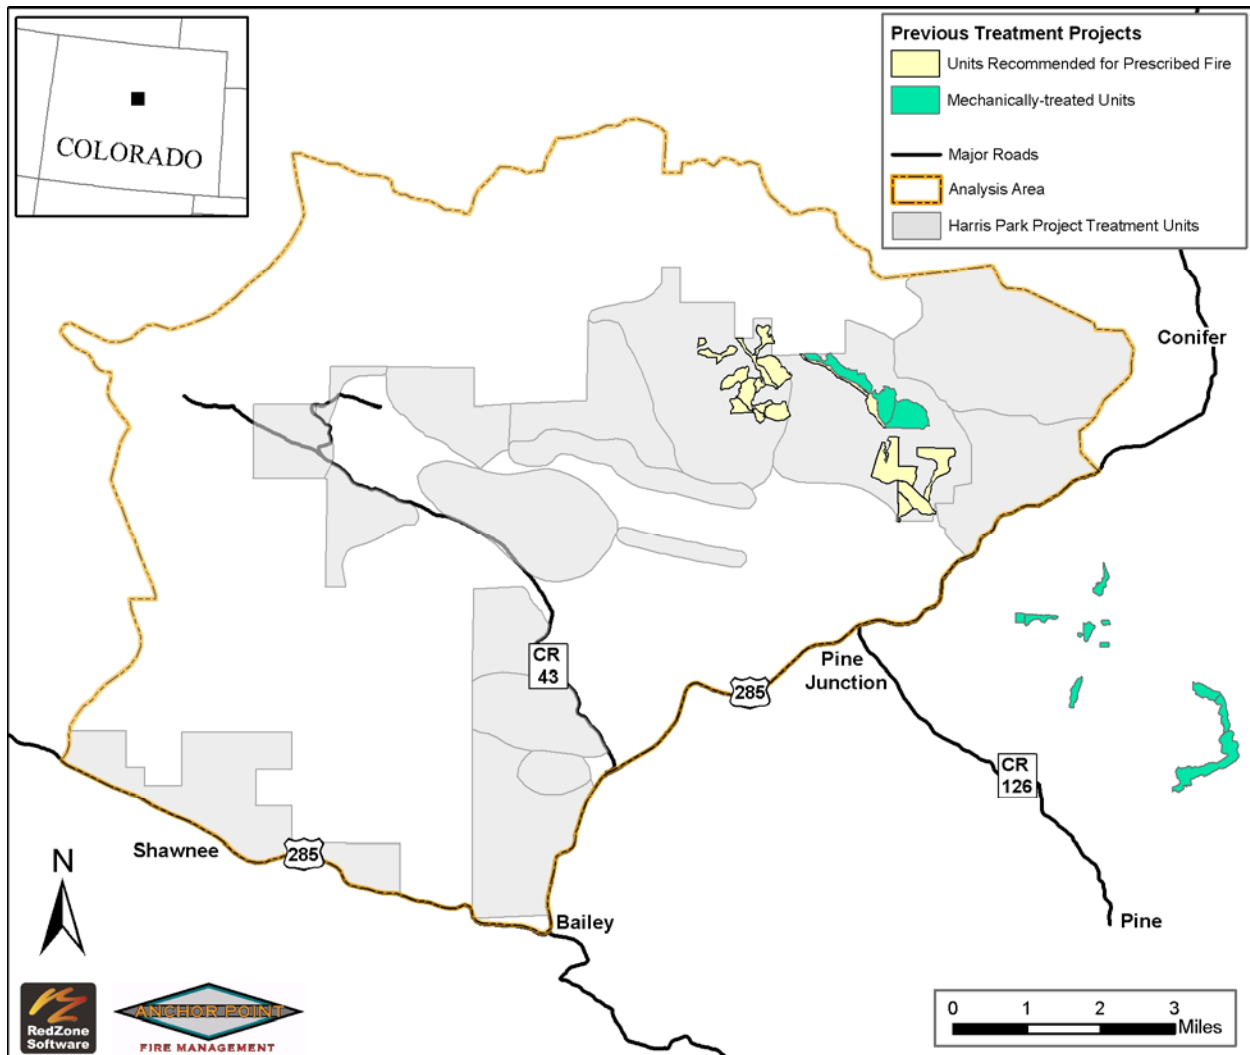 COLORADO
Previous Treatment Projects
Units Recommended for Prescribed Fire
Mechanically-treated Units
Major Roads
Analysis Area
Harris Park Project Treatment Units
Conifer
CR
43
Pine
Junction
285
CR
126
Shawnee
285
N
Bailey
Pine
RedZone
Software
ANCHOR POINT
FIRE MANAGEMENT
0 1 2 3
Miles